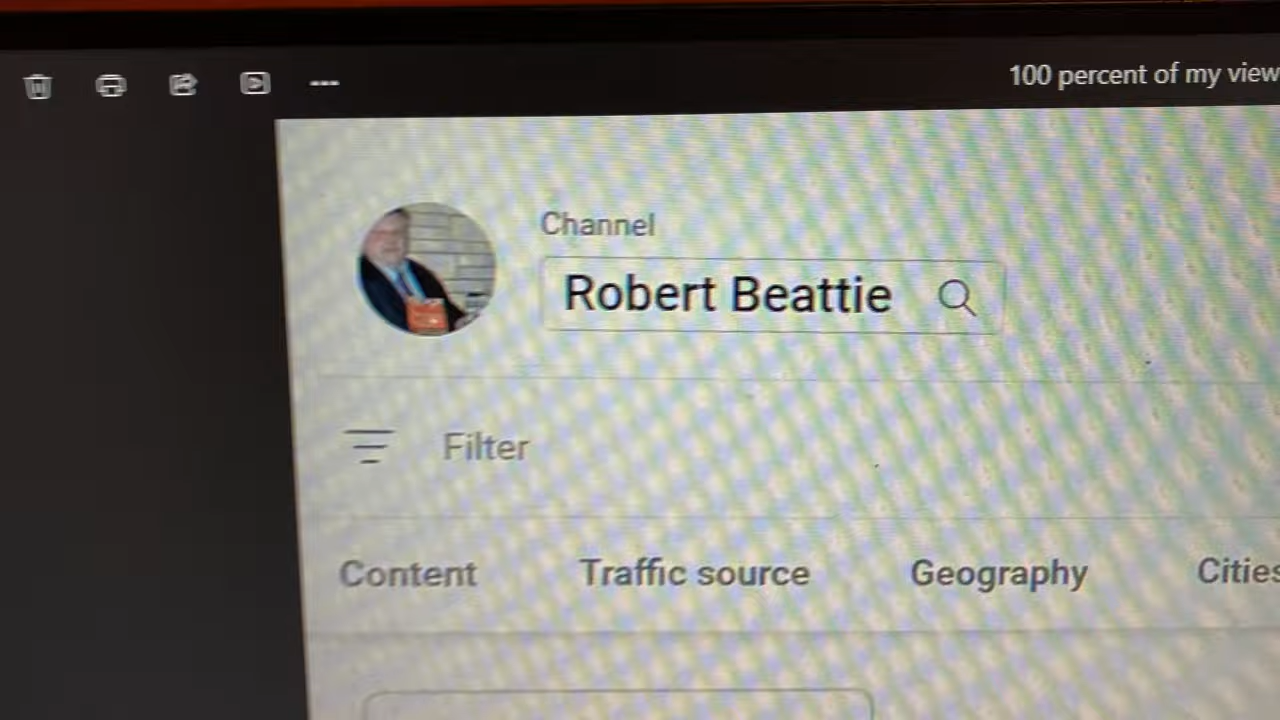 100 percent of my view
Channel
Robert Beattie
Filter
Content Traffic source Geography Cities